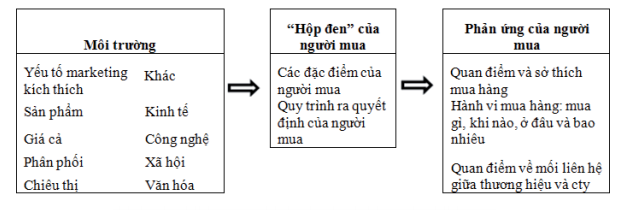 Môi trường
Yếu tố marketing
kích thích
Khác
Sản phẩm
Kinh tế
Giá cả
Công nghệ
Phân phối
Xã hội
Chiêu thị
Văn hóa
“Hộp đen” của
người mua
Các đặc điểm của
người mua
Quy trình ra quyết
định của người
mua
Phản ứng của người
mua
Quan điểm và sở thích
mua hàng
Hành vi mua hàng: mua
gì, khi nào, ở đâu và bao
nhiêu
Quan điểm về mối liên hệ
giữa thương hiệu và cty